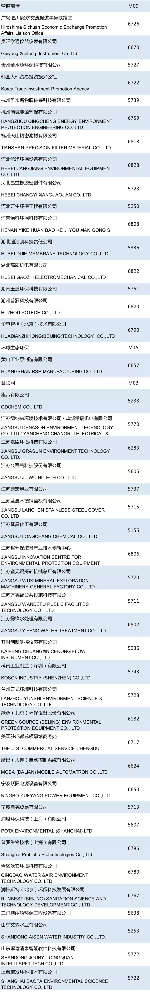 管道商情
M09
广岛·四川经济交流促进事务联络室
Hiroshima Sichuan Economic Exchange Promotion
Affairs Liaison Office
6726
贵阳学通仪器仪表有限公司
Guiyang Xuetong  Instrument Co. Ltd.
6670
贵州金水源环保科技有限公司
5727
韩国大韩贸易投资振兴公社
Korea Trade-Investment Promotion Agency
6722
杭州凯米斯物联传感科技有限公司
5739
杭州清城能源环保有限公司
HANGZHOU QINGCHENG ENERGY ENVIRONMENT
PROTECTION ENGINEERING CO.,LTD
6759
杭州天山精密滤材有限公司
TIANSHAN PRECISION FILTER MATERIAL CO.,LTD
6818
河北沧净环保设备有限公司
HEBEI CANGJIANG ENVIRONMENTAL EQUIPMENT
CO.,LTD
6828
河北昌益橡胶密封件有限公司
HEBEI CHANGYI XIANGJIAOJIAN CO.,LTD
5723
河北万生环保工程有限公司
5250
河南怡科环保科技有限公司
HENAN YIKE HUAN BAO KE JI YOU XIAN GONG SI
6808
湖北迪洁膜科技责任公司
HUBEI DIJIE MEMBRANE TECHNOLOGY CO.,LTD
5336
湖北高质机电有限公司
HUBEI GAOZHI ELECTROMECHANICAL CO.,LTD
6822
湖南玉道环保科技有限公司
5751
湖州普罗科技有限公司
HUZHOU POTECH CO.,LTD
6820
华电智控（北京）技术有限公司
HUADIANZHIKONG(BEIJING)TECHNOLOGY  CO.,LTD
6790
环球生态环保
M15
黄山工业泵制造有限公司
HUANGSHAN RSP MANUFACTURING CO.,LTD
6657
慧聪网
M03
集帝有限公司
GDCHEM CO., LTD.
5238
江苏德纳森环境技术有限公司 / 盐城常瑞机电有限公司
JIANGSU DENASON ENVIRONMENT TECHNOLOGY
CO.,LTD / YANCHENG CHANGRUI ELECTRICAL &
5770
江苏嘉臣环境科技有限公司
JIANGSU GRASUN ENVIRONMENT TECHNOLOGY
CO.,LTD.
6283
江苏久吾高科技股份有限公司
JIANGSU JIUWU HI-TECH CO., LTD
5605
江苏康宏炭业有限公司
5737
江苏蓝晨不锈钢盖板有限公司
JIANGSU LANCHEN STAINLESS STEEL COVER
CO.,LTD
5715
江苏隆昌化工有限公司
JIANGSU LONGCHANG CHEMICAL CO., LTD
5155
江苏省环保装备产业技术创新中心
JIANGSU INNOVATION CENTRE FOR
ENVIRONMENTAL PROTECTION EQUIPMENT
6806
江苏省无锡探矿机械总厂有限公司
JIANGSU WUXI MINERAL EXPLORATION
MACHINERY GENERAL FACTORY CO.,LTD
5720
江苏万德福公共设施科技有限公司
JIANGSU WANDEFU PUBLIC FACILITIES
TECHNOLOGY CO., LTD
5711
江苏懿锋水处理有限公司
JIANGSU YIFENG WATER TREATMENT CO.,LTD
6802
开封创新测控仪表有限公司
KAIFENG CHUANGXIN CEKONG FLOW
INSTRUMENT CO.,LTD.
5236
科讯工业制造（深圳）有限公司
KOSCN INDUSTRY (SHENZHEN) CO.,LTD
5743
兰州云式环境科技有限公司
LANZHOU YUNSHI ENVIRONMENT SCIENCE &
TECHNOLOGY CO.,LTF
5728
绿源（北京）环保设备股份有限公司
GREEN SOURCE (BEIJING) ENVIRONMENTAL
PROTECTION EQUIPMENT CO., LTD
6182
美国驻成都总领事馆商务处
THE U.S. COMMERCIAL SERVICE CHENGDU
6717
摩巴（大连）自动控制系统有限公司
MOBA (DALIAN) MOBILE AUTOMATRON CO.,LTD
6624
宁波跃阳电源设备有限公司
NINGBO YUEYANG POWER EQUIPMENT CO.,LTD
6650
宁波自德贸易有限公司
5713
浦塔环保科技（上海）有限公司
POTA ENVIRONMENTAL (SHANGHAI) LTD
5607
普罗生物技术（上海）有限公司
Shanghai Probiotic Biotechnologies Co., Ltd.
6786
青岛沃安环境科技有限公司
QINGDAO WATER &AIR ENVIRONMENT
TECHNOLOGY CO.,LTD
6780
润柏斯特（北京）环保科技发展有限公司
RUNBEST (BEIJING) SANITATION SCIENCE AND
TECHNOLOGY DEVELOPMENT CO., LTD
6767
三门峡丽源环保工程设备有限公司
5638
山东艾森水业有限公司
SHANDONG AISEN WATER INDUSTRY CO.,LTD.
5253
山东琢瑜清泉智能软件科技有限公司
SHANDONG JOURYU QINGQUAN
INTELLI.SPFT.TECH.CO.,LTD
5772
上海宝发环科技术有限公司
SHANGHAI BAOFA ENVIRONMENTAL SCICENCE
TECHNOLOGY CO.,LTD
5722